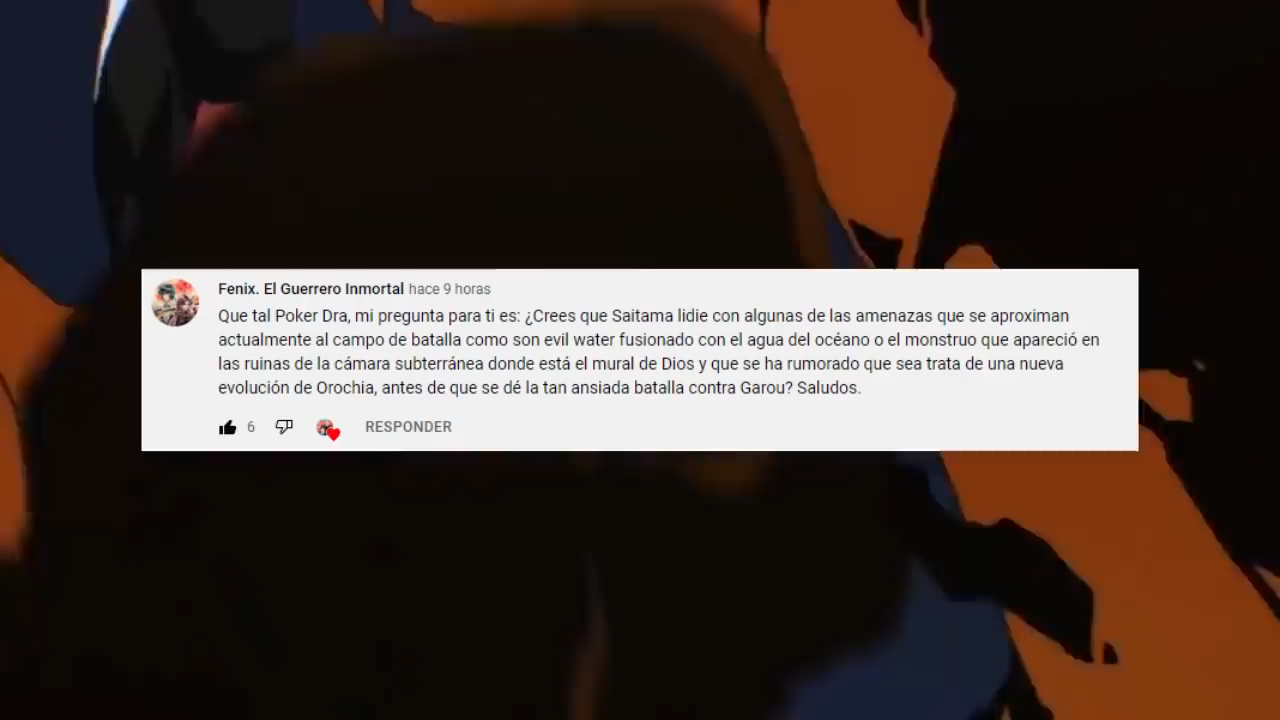 Fenix. El Guerrero Inmortal hace 9 horas
Que tal Poker Dra, mi pregunta para ti es: ¿Crees que Saitama lidie con algunas de las amenazas que se aproximan
actualmente al campo de batalla como son evil water fusionado con el agua del océano o el monstruo que apareció en
las ruinas de la cámara subterránea donde está el mural de Dios y que se ha rumorado que sea trata de una nueva
evolución de Orochia, antes de que se dé la tan ansiada batalla contra Garou? Saludos.
6 RESPONDER